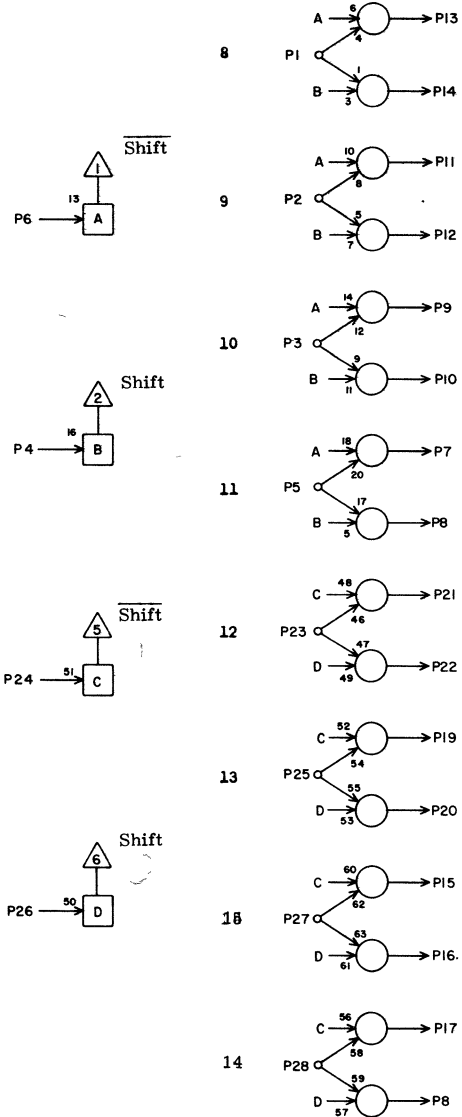 8
A 6 P13
P1 4
1
B 3 P14
Shift
1
13
P6 A
9
A 10 P11
P2 8
5
B 7 P12
10
A 14 P9
P3 12
9
B 11 P10
Shift
2
16
P4 B
11
A 18 P7
P5 20
17
B 5 P8
Shift
5
51
P24 C
12
C 48 P21
P23 46
47
D 49 P22
13
C 52 P19
P25 54
55
D 53 P20
Shift
6
50
P26 D
C 60 P15
P27 62
63
D 61 P16
14
C 56 P17
P28 58
59
D 57 P8